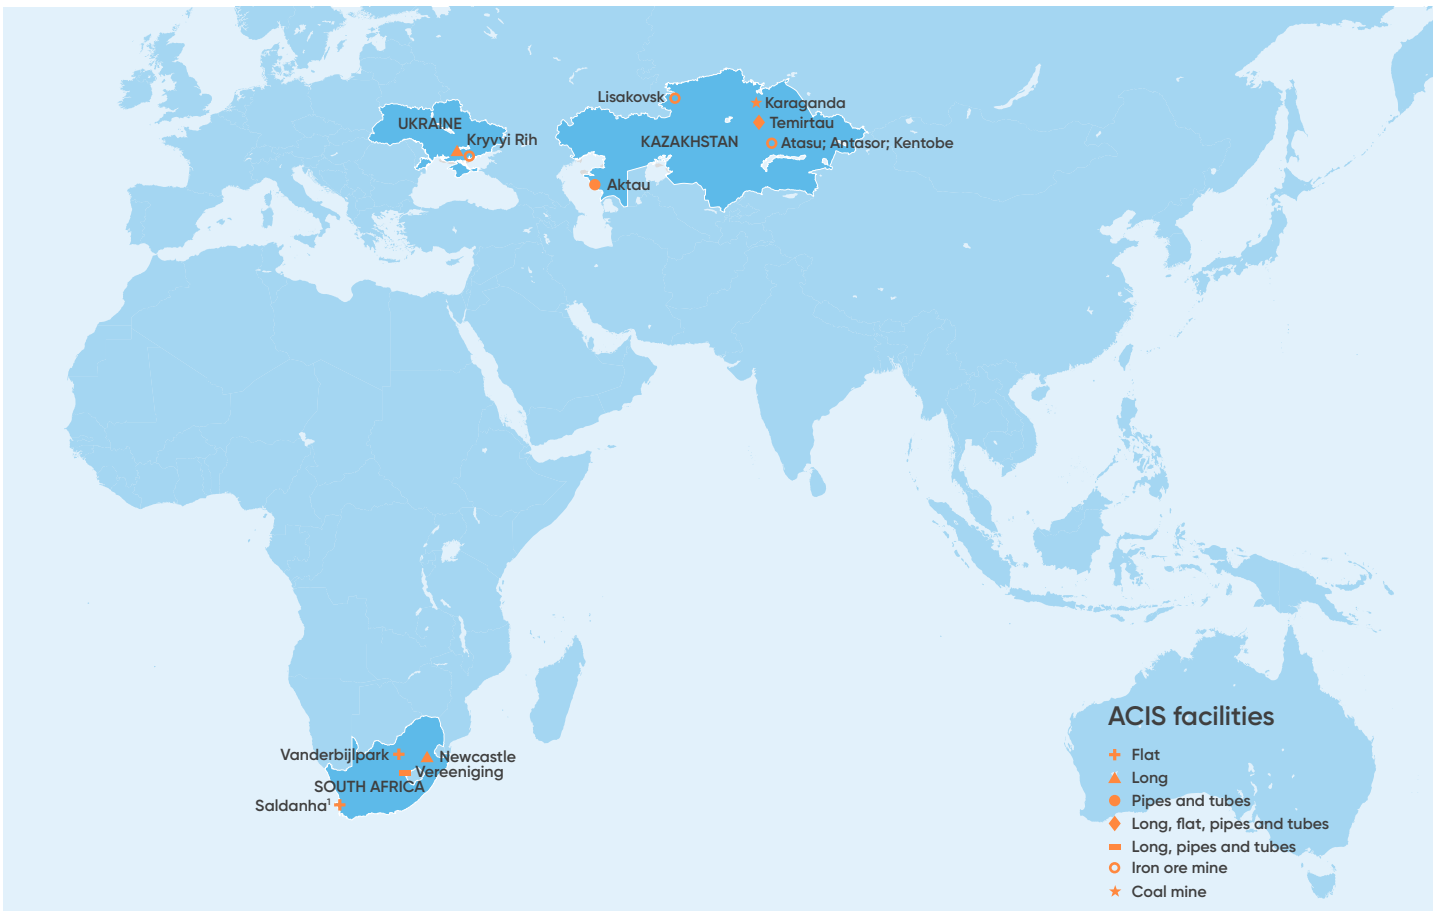 Lisakovsk
Karaganda
UKRAINE
Temirtau
Kryvyi Rih
KAZAKHSTAN
Atasu; Antasor; Kentobe
Aktau
Vanderbijlpark
Newcastle
Vereeniging
SOUTH AFRICA
Saldanha¹
ACIS facilities
Flat
Long
Pipes and tubes
Long, flat, pipes and tubes
Long, pipes and tubes
Iron ore mine
Coal mine